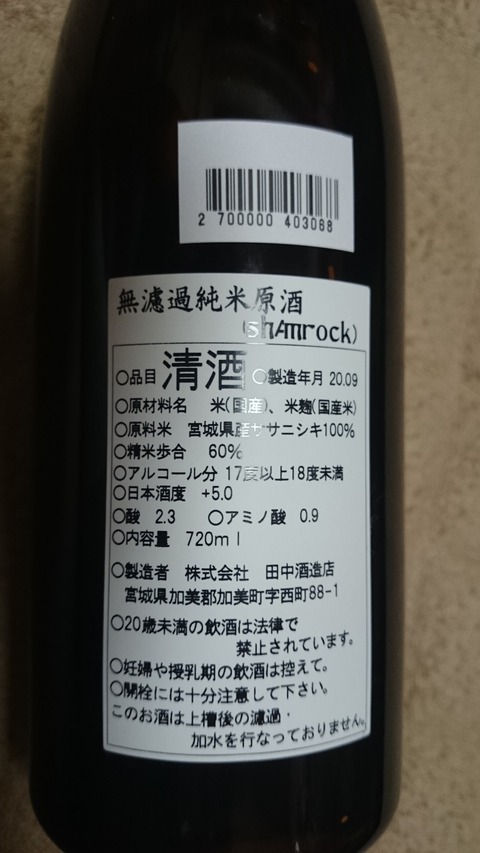 2 700000 403068
無濾過純米原酒
(shAmrock)
○品目 清酒 ○製造年月 20.09
○原材料名 米(国産)、米麹(国産米)
○原料米 宮城県産ササニシキ100%
○精米歩合 60%
○アルコール分 17度以上18度未満
○日本酒度 +5.0
○酸 2.3 ○アミノ酸 0.9
○内容量 720ml
○製造者 株式会社 田中酒造店
宮城県加美郡加美町字西町88-1
○20歳未満の飲酒は法律で
禁止されています。
○妊婦や授乳期の飲酒は控えて。
○開栓には十分注意して下さい。
このお酒は上槽後の濾過・
加水を行なっておりません。